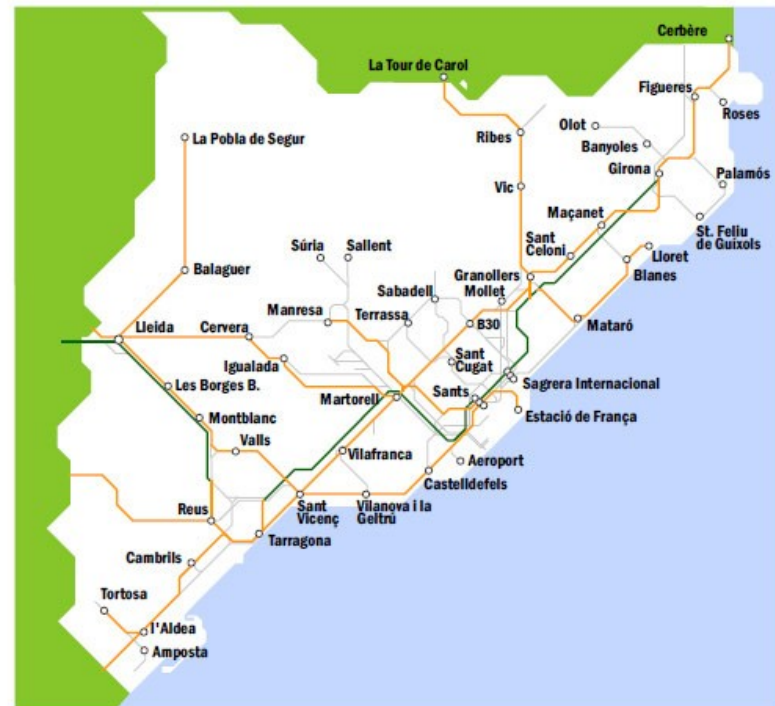 Cerbère
La Tour de Carol
Figueres
Roses
Olot
Ribes
La Pobla de Segur
Banyoles
Girona
Palamós
Vic
Maçanet
St. Feliu
de Guíxols
Sant
Celoni
Súria
Sallent
Lloret
Balaguer
Granollers
Blanes
Mollet
Sabadell
Manresa
Terrassa
B30
Mataró
Lleida
Cervera
Sant
Cugat
Igualada
Sagrera Internacional
Les Borges B.
Sants
Martorell
Estació de França
Montblanc
Valls
Vilafranca
Aeroport
Castelldefels
Reus
Sant
Vicenç
Vilanova i la
Geltrú
Tarragona
Cambrils
Tortosa
l'Aldea
Amposta